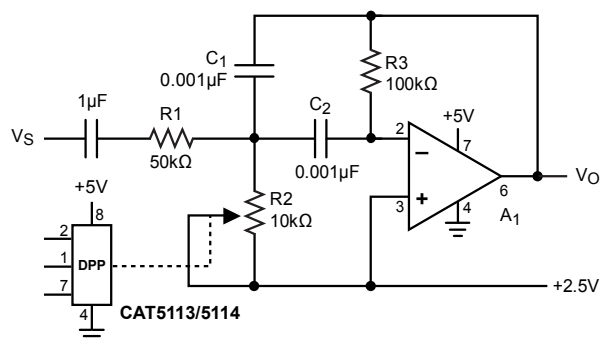 C1
0.001µF
R3
100kΩ
1µF
R1
C2
+5V
VS
50kΩ
0.001µF
2
7
–
+
3
4
6
VO
A1
+5V
8
R2
10kΩ
2
1
7
DPP
4
CAT5113/5114
+2.5V